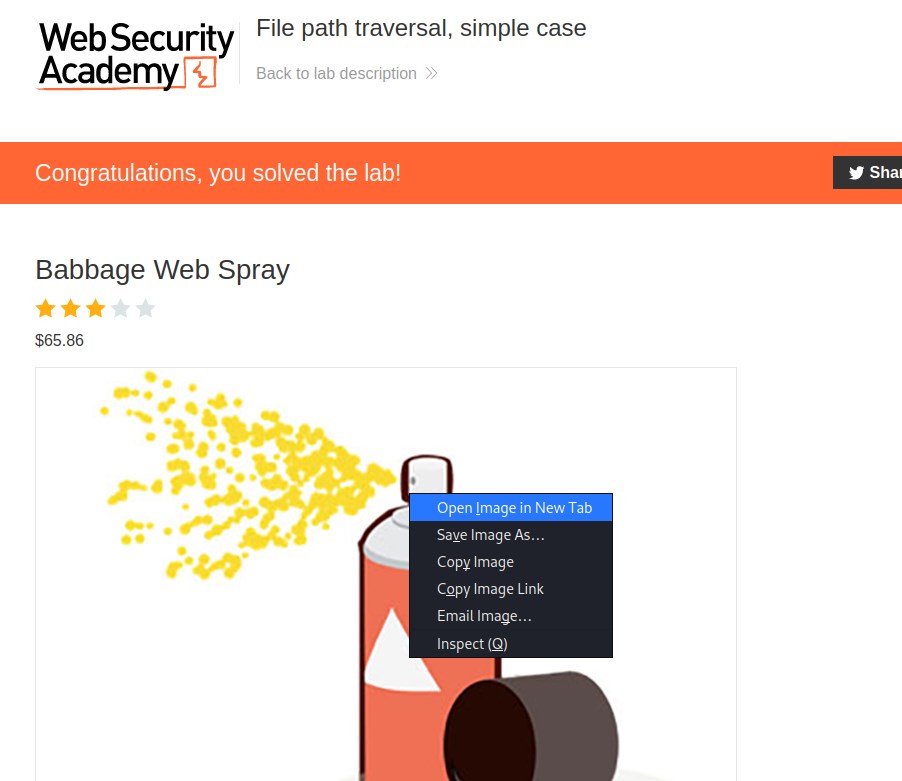 Web Security
Academy
File path traversal, simple case
Back to lab description
Congratulations, you solved the lab!
Babbage Web Spray
$65.86
Open Image in New Tab
Save Image As...
Copy Image
Copy Image Link
Email Image...
Inspect (Q)